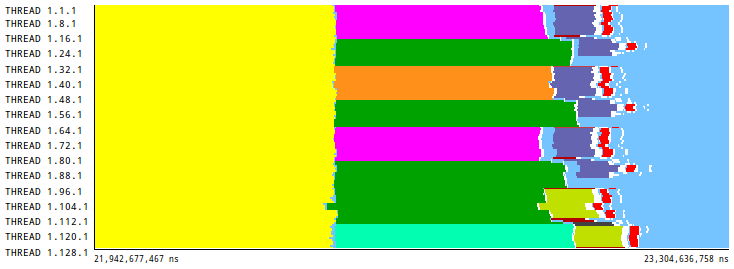 THREAD 1.1.1
THREAD 1.8.1
THREAD 1.16.1
THREAD 1.24.1
THREAD 1.32.1
THREAD 1.40.1
THREAD 1.48.1
THREAD 1.56.1
THREAD 1.64.1
THREAD 1.72.1
THREAD 1.80.1
THREAD 1.88.1
THREAD 1.96.1
THREAD 1.104.1
THREAD 1.112.1
THREAD 1.120.1
THREAD 1.128.1
21,942,677,467 ns
23,304,636,758 ns